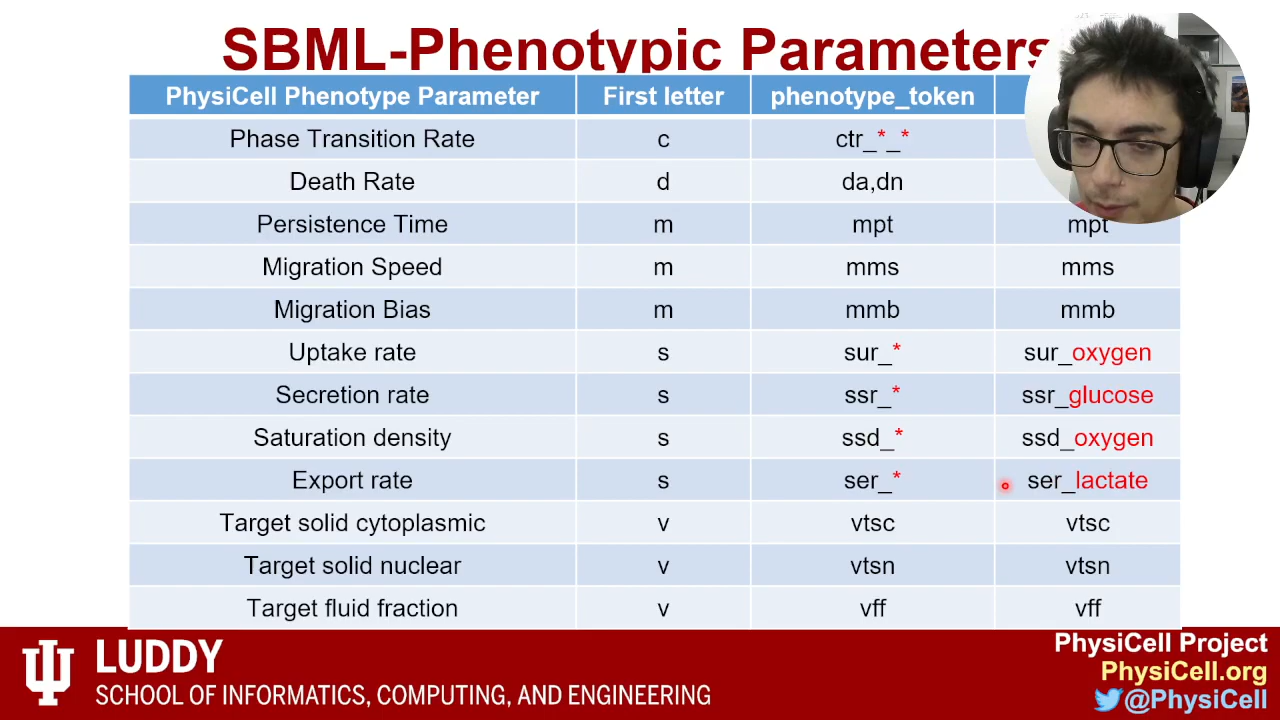 SBML-Phenotypic Parameters
PhysiCell Phenotype Parameter First letter phenotype_token
Phase Transition Rate c ctr_*_*
Death Rate d da,dn
Persistence Time m mpt mpt
Migration Speed m mms mms
Migration Bias m mmb mmb
Uptake rate s sur_* sur_oxygen
Secretion rate s ssr_* ssr_glucose
Saturation density s ssd_* ssd_oxygen
Export rate s ser_* ser_lactate
Target solid cytoplasmic v vtsc vtsc
Target solid nuclear v vtsn vtsn
Target fluid fraction v vff vff
LUDDY
SCHOOL OF INFORMATICS, COMPUTING, AND ENGINEERING
PhysiCell Project
PhysiCell.org
@PhysiCell